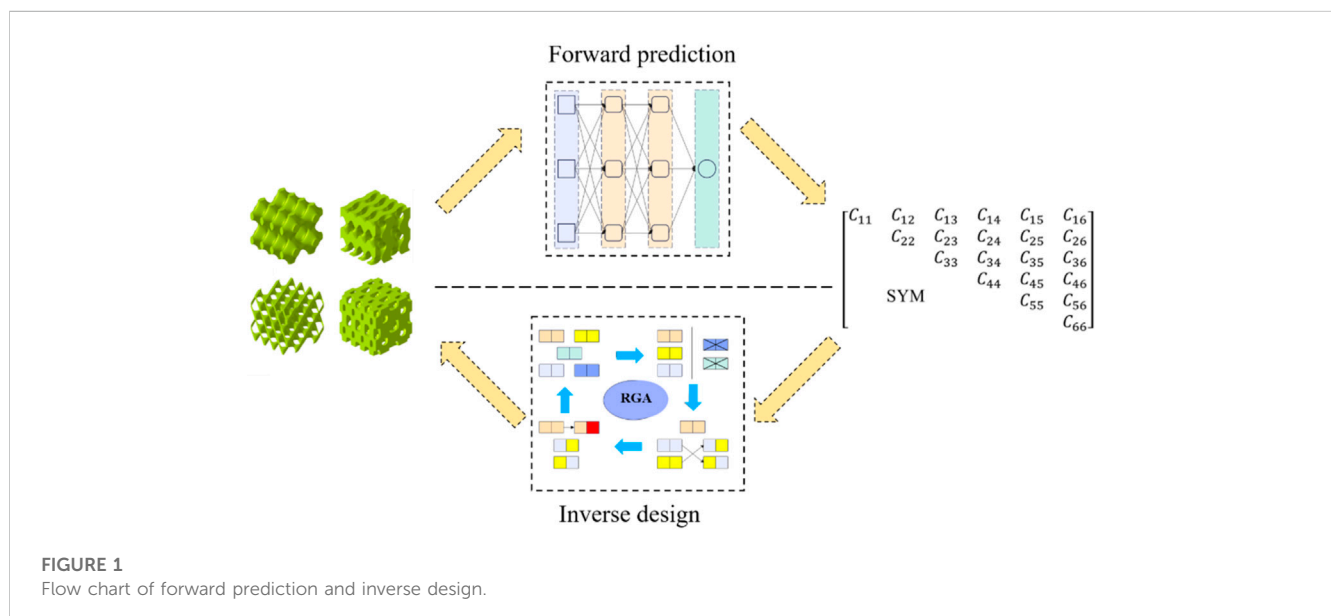 Forward prediction
C11 C12 C13 C14 C15 C16
C22 C23 C24 C25 C26
C33 C34 C35 C36
C44 C45 C46
SYM C55 C56
C66
RGA
Inverse design
FIGURE 1
Flow chart of forward prediction and inverse design.